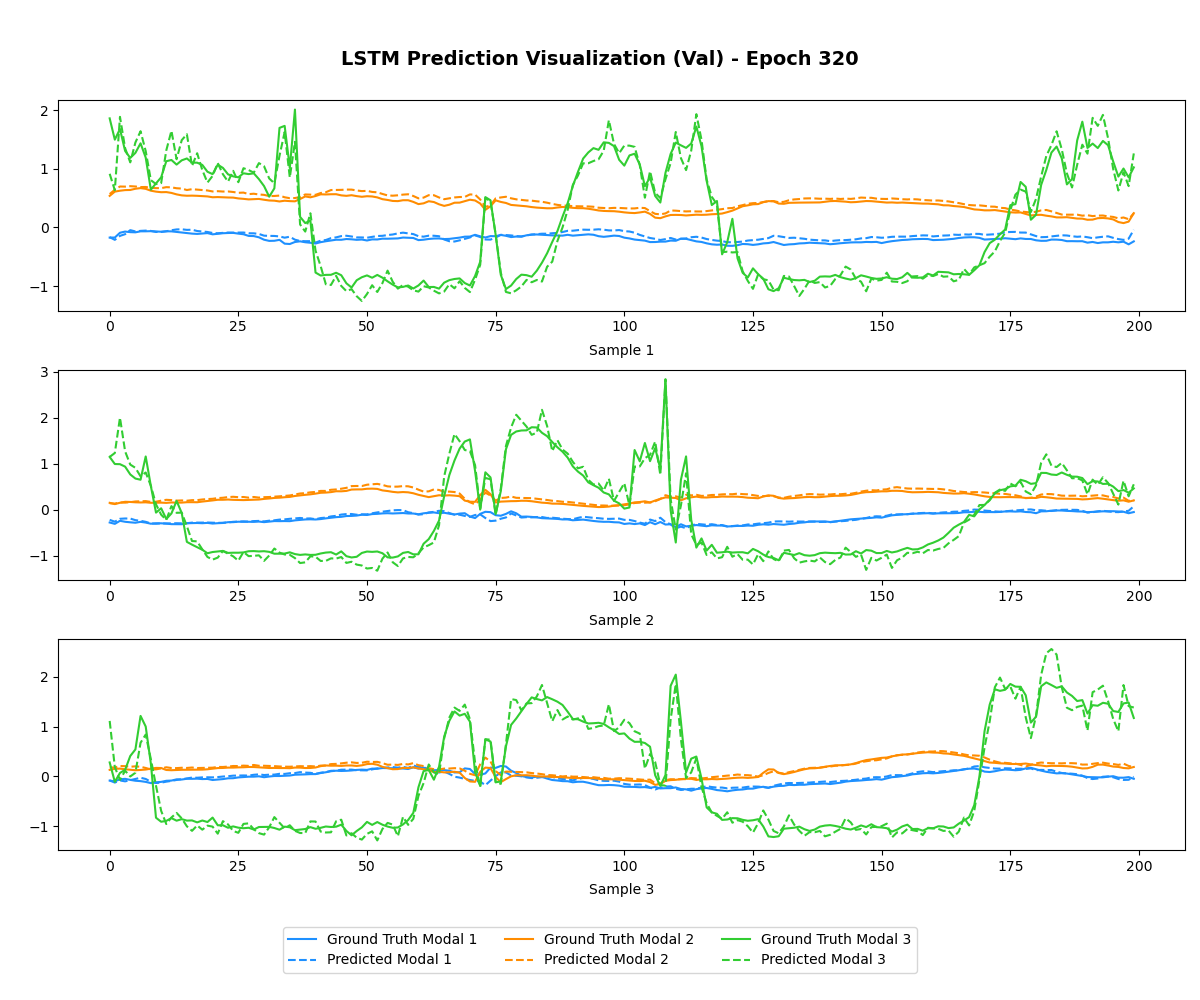 LSTM Prediction Visualization (Val) - Epoch 320
2
1
0
−1
0 25 50 75 100 125 150 175 200
Sample 1
3
2
1
0
−1
0 25 50 75 100 125 150 175 200
Sample 2
2
1
0
−1
0 25 50 75 100 125 150 175 200
Sample 3
Ground Truth Modal 1 Ground Truth Modal 2 Ground Truth Modal 3
Predicted Modal 1 Predicted Modal 2 Predicted Modal 3